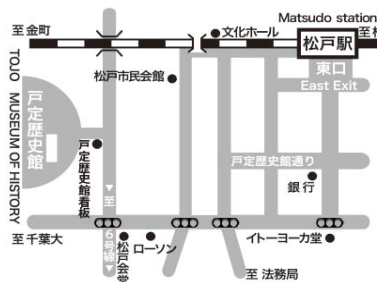 Matsudo station
至 金町
文化ホール
松戸駅
至 柏
松戸市民会館
東口
East Exit
戸定歴史館
TOJO MUSEUM OF HISTORY
戸定歴史館看板
戸定歴史館通り
銀行
至 6号線
至 千葉大
松戸会堂
ローソン
イトーヨーカ堂
至 法務局